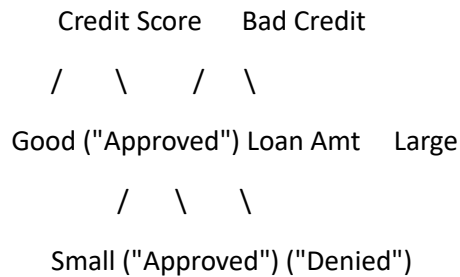 Credit Score Bad Credit
/ \ / \
Good ("Approved") Loan Amt Large
/ \ \
Small ("Approved") ("Denied")